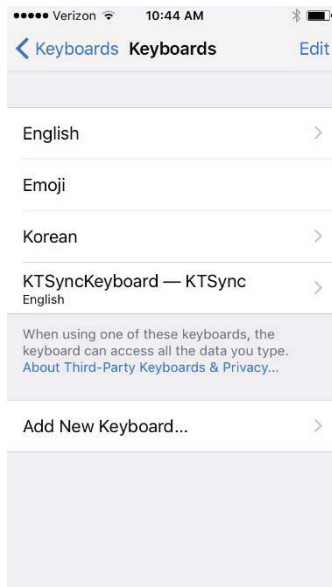 Verizon 10:44 AM
Keyboards Keyboards Edit
English
Emoji
Korean
KTSyncKeyboard — KTSync
English
When using one of these keyboards, the
keyboard can access all the data you type.
About Third-Party Keyboards & Privacy...
Add New Keyboard...